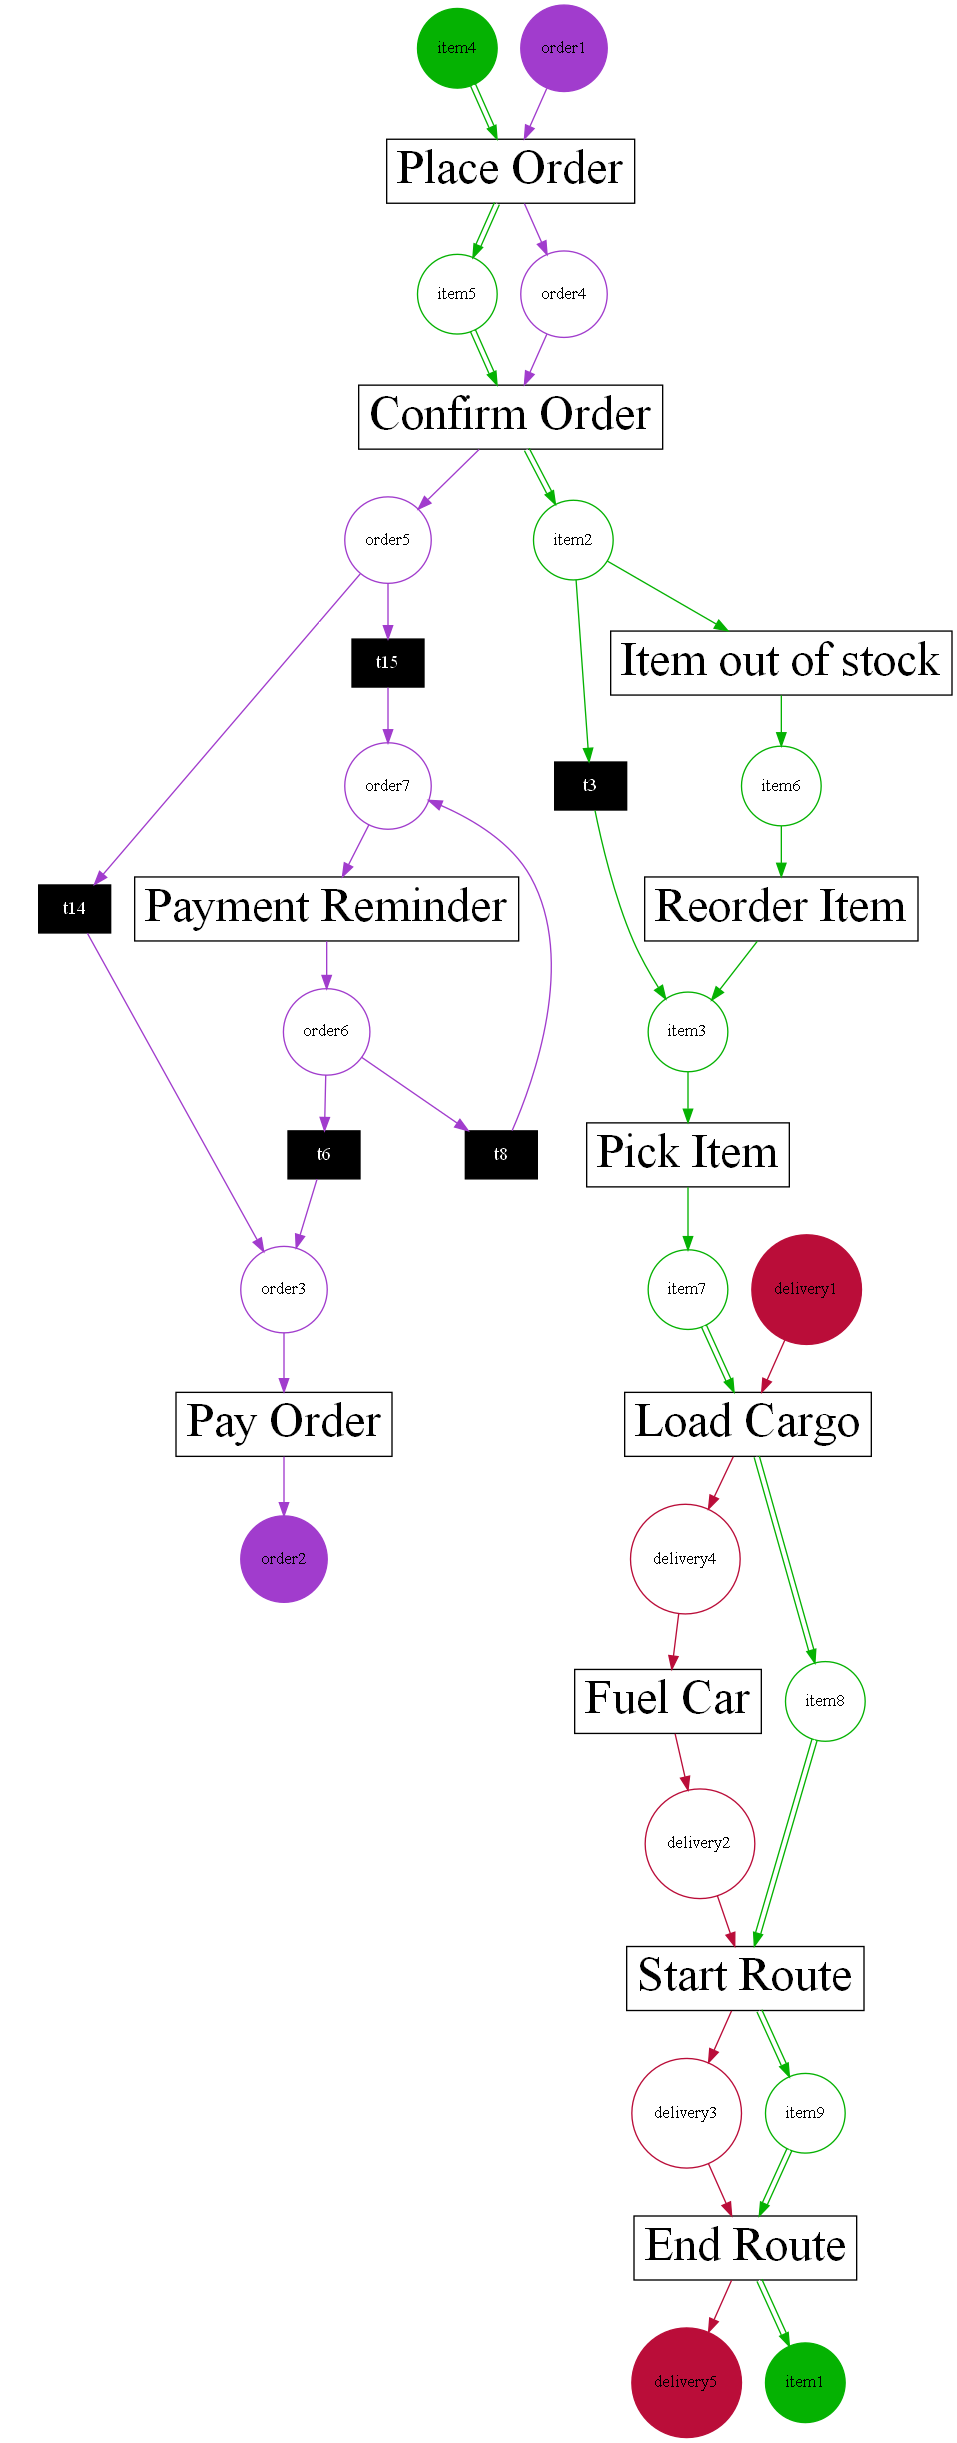 item4
order1
Place Order
item5
order4
Confirm Order
order5
item2
t15
Item out of stock
order7
t3
item6
t14
Payment Reminder
Reorder Item
order6
item3
t6
t8
Pick Item
order3
item7
delivery1
Pay Order
Load Cargo
order2
delivery4
Fuel Car
item8
delivery2
Start Route
delivery3
item9
End Route
delivery5
item1